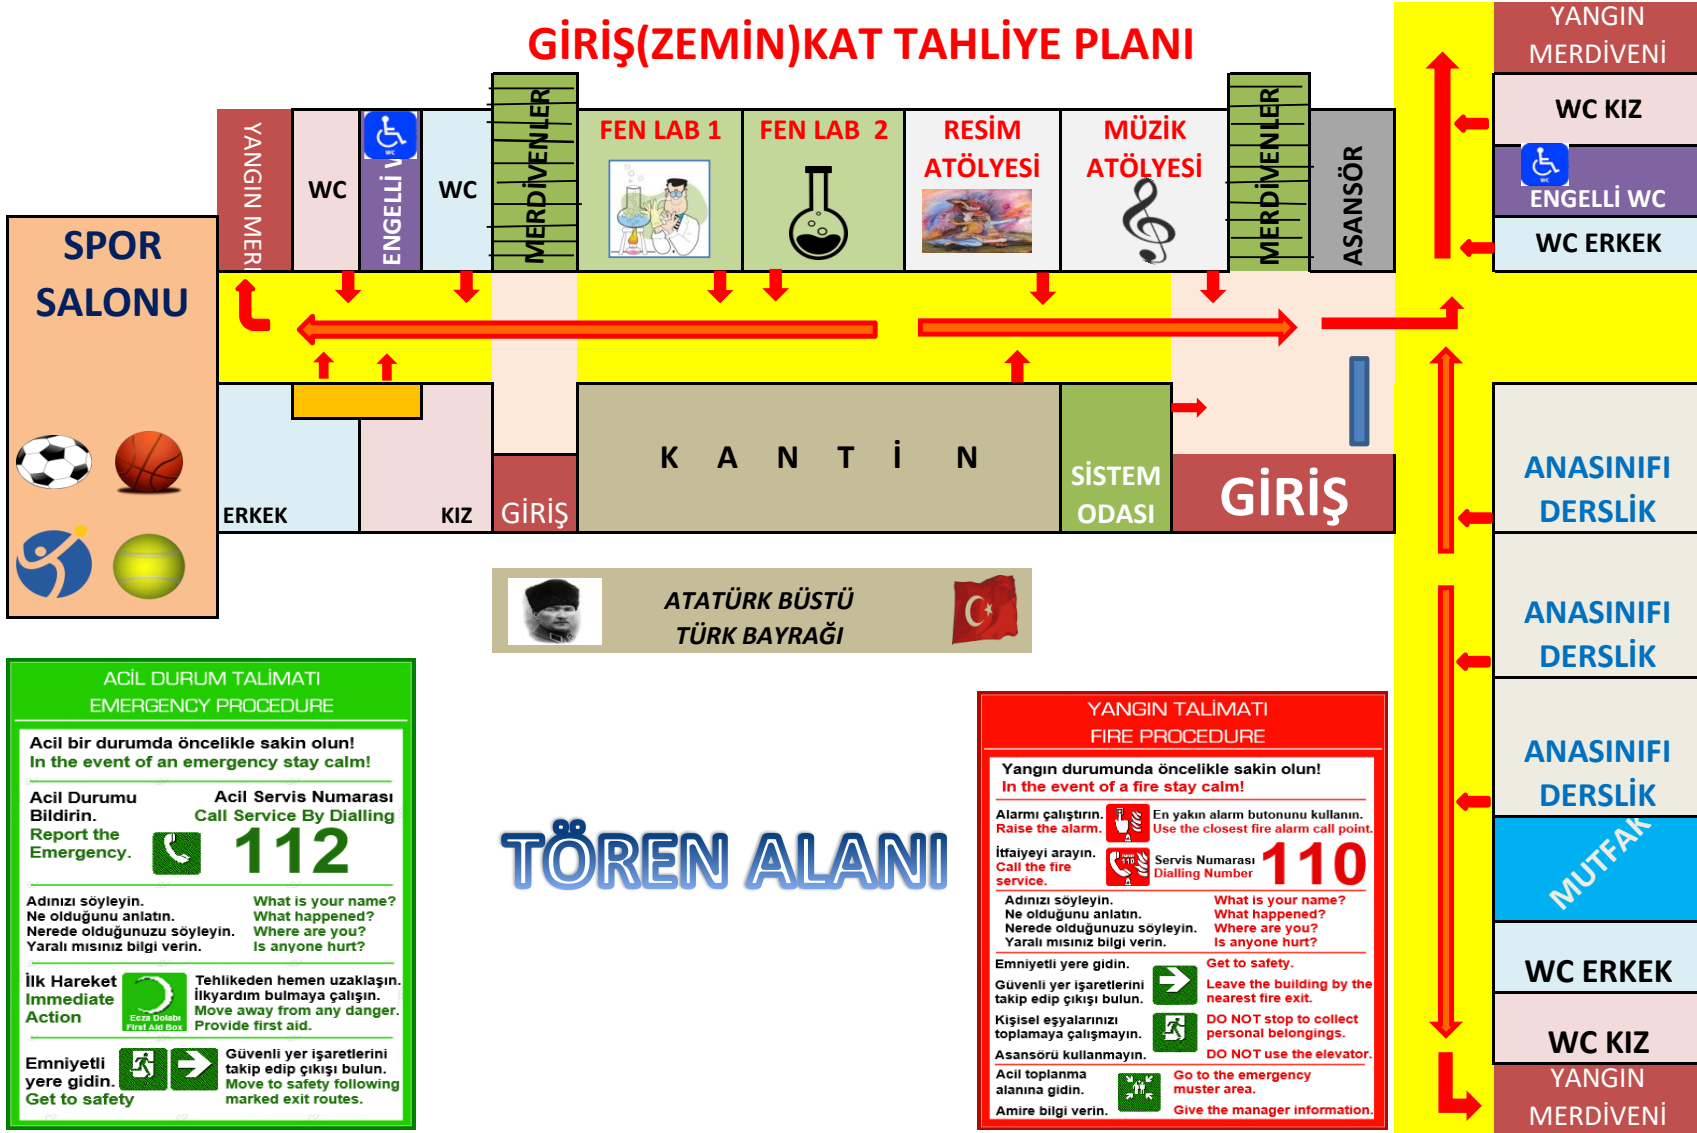 GİRİŞ(ZEMİN)KAT TAHLİYE PLANI
YANGIN
MERDİVENİ
WC KIZ
WC
ENGELLİ WC
WC ERKEK
YANGIN MERI
WC
WC
ENGELLİ
WC
MERDİVENLER
FEN LAB 1
FEN LAB 2
RESİM
ATÖLYESİ
MÜZİK
ATÖLYESİ
MERDİVENLER
ASANSÖR
SPOR
SALONU
ERKEK
KIZ
GİRİŞ
K A N T İ N
SİSTEM
ODASI
GİRİŞ
ANASINIFI
DERSLİK
ANASINIFI
DERSLİK
ANASINIFI
DERSLİK
MUTFAK
WC ERKEK
WC KIZ
YANGIN
MERDİVENİ
ATATÜRK BÜSTÜ
TÜRK BAYRAĞI
TÖREN ALANI
ACİL DURUM TALİMATI
EMERGENCY PROCEDURE
Acil bir durumda öncelikle sakin olun!
In the event of an emergency stay calm!
Acil Durumu
Bildirin.
Report the
Emergency.
Acil Servis Numarası
Call Service By Dialling
112
Adınızı söyleyin.
Ne olduğunu anlatın.
Nerede olduğunuzu söyleyin.
Yaralı mısınız bilgi verin.
What is your name?
What happened?
Where are you?
Is anyone hurt?
İlk Hareket
Immediate
Action
Ecza Dolabı
First Aid Box
Tehlikeden hemen uzaklaşın.
İlkyardım bulmaya çalışın.
Move away from any danger.
Provide first aid.
Emniyetli
yere gidin.
Get to safety
Güvenli yer işaretlerini
takip edip çıkışı bulun.
Move to safety following
marked exit routes.
YANGIN TALİMATI
FIRE PROCEDURE
Yangın durumunda öncelikle sakin olun!
In the event of a fire stay calm!
Alarmı çalıştırın.
Raise the alarm.
En yakın alarm butonunu kullanın.
Use the closest fire alarm call point.
İtfaiyeyi arayın.
Call the fire
service.
110
Servis Numarası
Dialling Number
110
Adınızı söyleyin.
Ne olduğunu anlatın.
Nerede olduğunuzu söyleyin.
Yaralı mısınız bilgi verin.
What is your name?
What happened?
Where are you?
Is anyone hurt?
Emniyetli yere gidin.
Get to safety.
Güvenli yer işaretlerini
takip edip çıkışı bulun.
Leave the building by the
nearest fire exit.
Kişisel eşyalarınızı
toplamaya çalışmayın.
DO NOT stop to collect
personal belongings.
Asansörü kullanmayın.
DO NOT use the elevator.
Acil toplanma
alanına gidin.
Go to the emergency
muster area.
Amire bilgi verin.
Give the manager information.